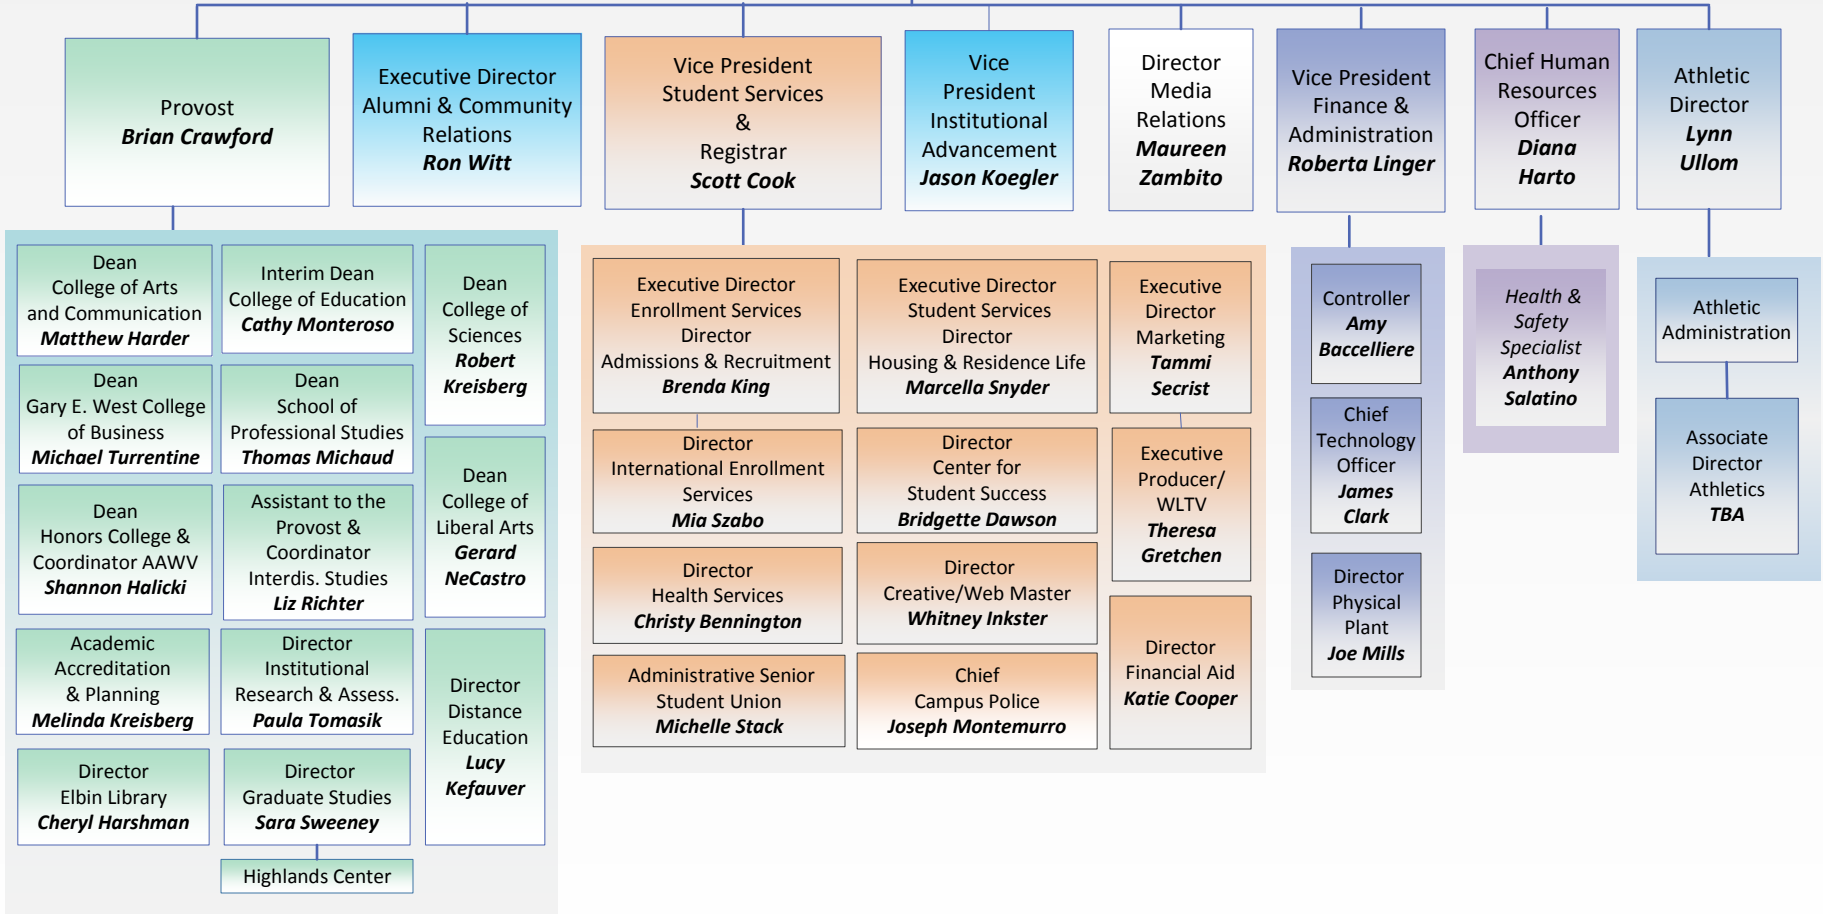 Provost
Brian Crawford
Executive Director
Alumni & Community
Relations
Ron Witt
Vice President
Student Services
&
Registrar
Scott Cook
Vice
President
Institutional
Advancement
Jason Koegler
Director
Media
Relations
Maureen
Zambito
Vice President
Finance &
Administration
Roberta Linger
Chief Human
Resources
Officer
Diana
Harto
Athletic
Director
Lynn
Ullom
Dean
College of Arts
and Communication
Matthew Harder
Interim Dean
College of Education
Cathy Monteroso
Dean
College of
Sciences
Robert
Kreisberg
Dean
Gary E. West College
of Business
Michael Turrentine
Dean
School of
Professional Studies
Thomas Michaud
Dean
College of
Liberal Arts
Gerard
NeCastro
Dean
Honors College &
Coordinator AAWV
Shannon Halicki
Assistant to the
Provost &
Coordinator
Interdis. Studies
Liz Richter
Academic
Accreditation
& Planning
Melinda Kreisberg
Director
Institutional
Research & Assess.
Paula Tomasik
Director
Distance
Education
Lucy
Kefauver
Director
Elbin Library
Cheryl Harshman
Director
Graduate Studies
Sara Sweeney
Highlands Center
Executive Director
Enrollment Services
Director
Admissions & Recruitment
Brenda King
Executive Director
Student Services
Director
Housing & Residence Life
Marcella Snyder
Executive
Director
Marketing
Tammi
Secrist
Director
International Enrollment
Services
Mia Szabo
Director
Center for
Student Success
Bridgette Dawson
Executive
Producer/
WLTV
Theresa
Gretchen
Director
Health Services
Christy Bennington
Director
Creative/Web Master
Whitney Inkster
Director
Financial Aid
Katie Cooper
Administrative Senior
Student Union
Michelle Stack
Chief
Campus Police
Joseph Montemurro
Controller
Amy
Baccelliere
Chief
Technology
Officer
James
Clark
Director
Physical
Plant
Joe Mills
Health &
Safety
Specialist
Anthony
Salatino
Athletic
Administration
Associate
Director
Athletics
TBA